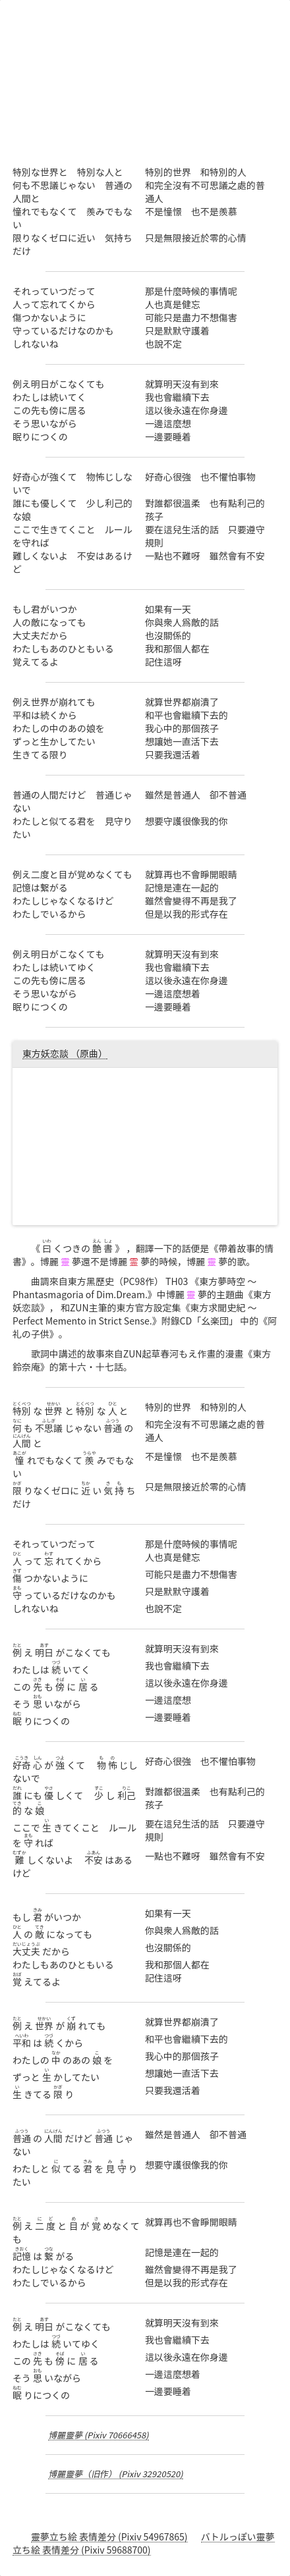 特別な世界と　特別な人と　特別的世界　和特別的人
何も不思議じゃない　普通の人間と　和完全沒有不可思議之處的普通人
憧れでもなくて　羨みでもない　不是憧憬　也不是羨慕
限りなくゼロに近い　気持ちだけ　只是無限接近於零的心情
それっていつだって　那是什麼時候的事情呢
人って忘れてくから　人也真是健忘
傷つかないように　可能只是盡力不想傷害
守っているだけなのかも　只是默默守護着
しれないね　也說不定
例え明日がこなくても　就算明天沒有到來
わたしは続いてく　我也會繼續下去
この先も傍に居る　這以後永遠在你身邊
そう思いながら　一邊這麼想
眠りにつくの　一邊要睡着
好奇心が強くて　物怖じしないで　好奇心很強　也不懼怕事物
誰にも優しくて　少し利己的な娘　對誰都很溫柔　也有點利己的孩子
ここで生きてくこと　ルールを守れば　要在這兒生活的話　只要遵守規則
難しくないよ　不安はあるけど　一點也不難呀　雖然會有不安
もし君がいつか　如果有一天
人の敵になっても　你與衆人爲敵的話
大丈夫だから　也沒關係的
わたしもあのひともいる　我和那個人都在
覚えてるよ　記住這呀
例え世界が崩れても　就算世界都崩潰了
平和は続くから　和平也會繼續下去的
わたしの中のあの娘を　我心中的那個孩子
ずっと生かしてたい　想讓她一直活下去
生きてる限り　只要我還活着
普通の人間だけど　普通じゃない　雖然是普通人　卻不普通
わたしと似てる君を　見守りたい　想要守護很像我的你
例え二度と目が覚めなくても　就算再也不會睜開眼睛
記憶は繫がる　記憶是連在一起的
わたしじゃなくなるけど　雖然會變得不再是我了
わたしでいるから　但是以我的形式存在
例え明日がこなくても　就算明天沒有到來
わたしは続いてゆく　我也會繼續下去
この先も傍に居る　這以後永遠在你身邊
そう思いながら　一邊這麼想着
眠りにつくの　一邊要睡着
東方妖恋談 （原曲）
《曰くつきの艶書》，翻譯一下的話便是《帶着故事的情書》。博麗靈夢還不是博麗霊夢的時候，博麗靈夢的歌。
曲調來自東方黑歷史（PC98作） TH03 《東方夢時空 ～ Phantasmagoria of Dim.Dream.》中博麗靈夢的主題曲《東方妖恋談》， 和ZUN主筆的東方官方設定集《東方求聞史紀 ～ Perfect Memento in Strict Sense.》附錄CD「幺楽団」 中的《阿礼の子供》。
歌詞中講述的故事來自ZUN起草春河もえ作畫的漫畫《東方鈴奈庵》的第十六・十七話。
特別な世界と特別な人と　特別的世界　和特別的人
何も不思議じゃない普通の人間と　和完全沒有不可思議之處的普通人
憧れでもなくて羨みでもない　不是憧憬　也不是羨慕
限りなくゼロに近い気持ちだけ　只是無限接近於零的心情
それっていつだって　那是什麼時候的事情呢
人って忘れてくから　人也真是健忘
傷つかないように　可能只是盡力不想傷害
守っているだけなのかも　只是默默守護着
しれないね　也說不定
例え明日がこなくても　就算明天沒有到來
わたしは続いてく　我也會繼續下去
この先も傍に居る　這以後永遠在你身邊
そう思いながら　一邊這麼想
眠りにつくの　一邊要睡着
好奇心が強くて　物怖じしないで　好奇心很強　也不懼怕事物
誰にも優しくて　少し利己的な娘　對誰都很溫柔　也有點利己的孩子
ここで生きてくこと　ルールを守れば　要在這兒生活的話　只要遵守規則
難しくないよ　不安はあるけど　一點也不難呀　雖然會有不安
もし君がいつか　如果有一天
人の敵になっても　你與衆人爲敵的話
大丈夫だから　也沒關係的
わたしもあのひともいる　我和那個人都在
覚えてるよ　記住這呀
例え世界が崩れても　就算世界都崩潰了
平和は続くから　和平也會繼續下去的
わたしの中のあの娘を　我心中的那個孩子
ずっと生かしてたい　想讓她一直活下去
生きてる限り　只要我還活着
普通の人間だけど普通じゃない　雖然是普通人　卻不普通
わたしと似てる君を見守りたい　想要守護很像我的你
例え二度と目が覚めなくても　就算再也不會睜開眼睛
記憶は繫がる　記憶是連在一起的
わたしじゃなくなるけど　雖然會變得不再是我了
わたしでいるから　但是以我的形式存在
例え明日がこなくても　就算明天沒有到來
わたしは続いてゆく　我也會繼續下去
この先も傍に居る　這以後永遠在你身邊
そう思いながら　一邊這麼想着
眠りにつくの　一邊要睡着
博麗靈夢 (Pixiv 70666458)
博麗靈夢（旧作） (Pixiv 32920520)
靈夢立ち絵 表情差分 (Pixiv 54967865)　バトルっぽい靈夢立ち絵 表情差分 (Pixiv 59688700)